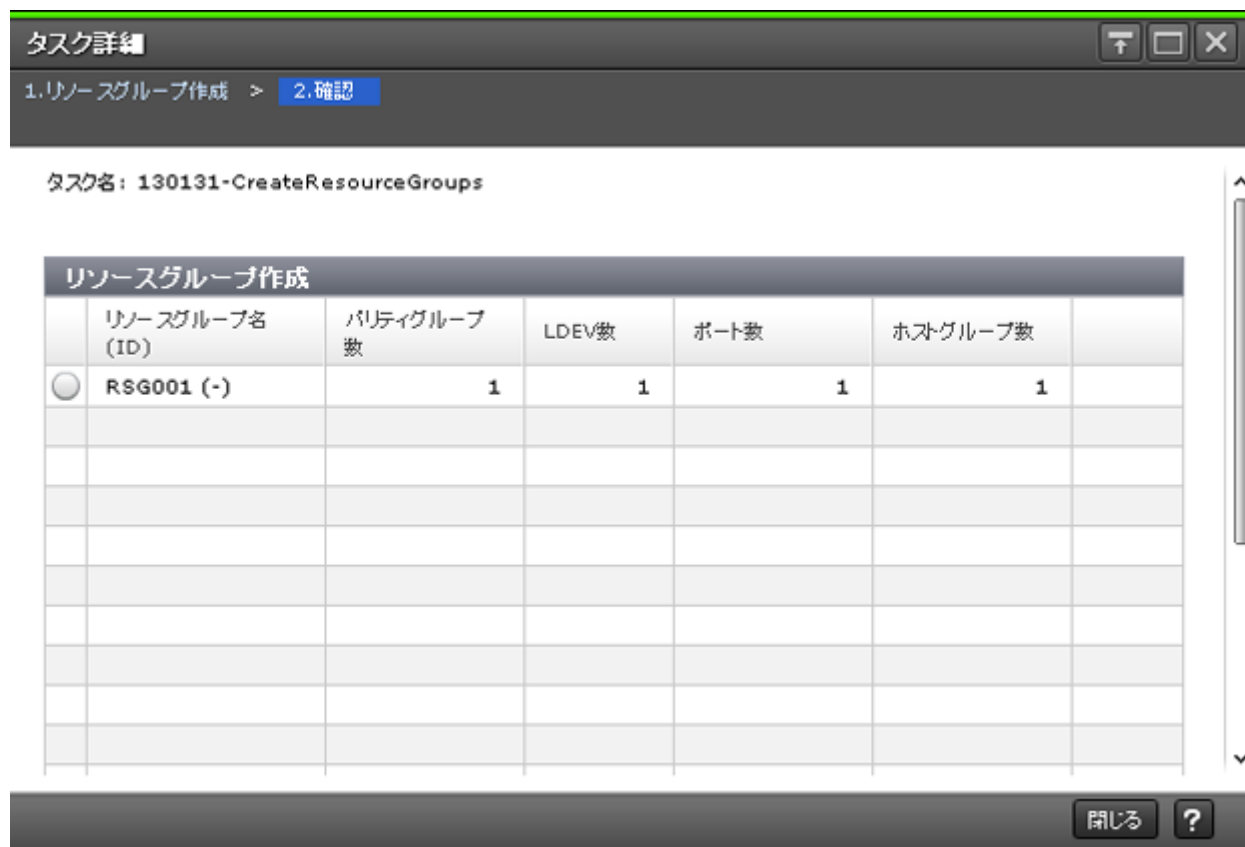 タスク詳細
1.リソースグループ作成 > 2.確認
タスク名: 130131-CreateResourceGroups
リソースグループ作成
リソースグループ名 (ID) パリティグループ数 LDEV数 ポート数 ホストグループ数
RSG001 (-) 1 1 1 1
閉じる ?